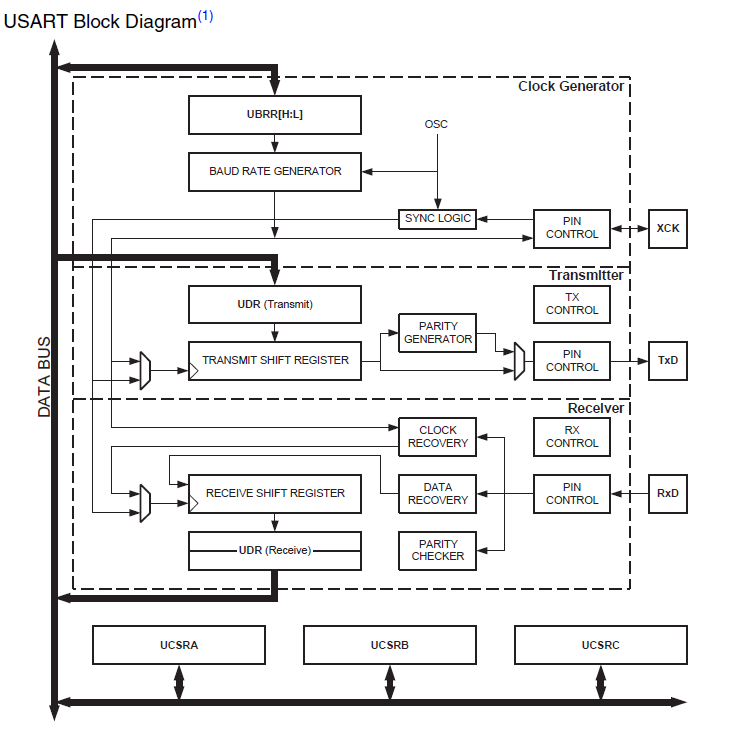 USART Block Diagram(1)
Clock Generator
UBRR[H:L]
OSC
BAUD RATE GENERATOR
SYNC LOGIC
PIN
CONTROL
XCK
Transmitter
UDR (Transmit)
TX
CONTROL
PARITY
GENERATOR
TRANSMIT SHIFT REGISTER
PIN
CONTROL
TxD
DATA BUS
Receiver
CLOCK
RECOVERY
RX
CONTROL
RECEIVE SHIFT REGISTER
DATA
RECOVERY
PIN
CONTROL
RxD
UDR (Receive)
PARITY
CHECKER
UCSRA
UCSRB
UCSRC